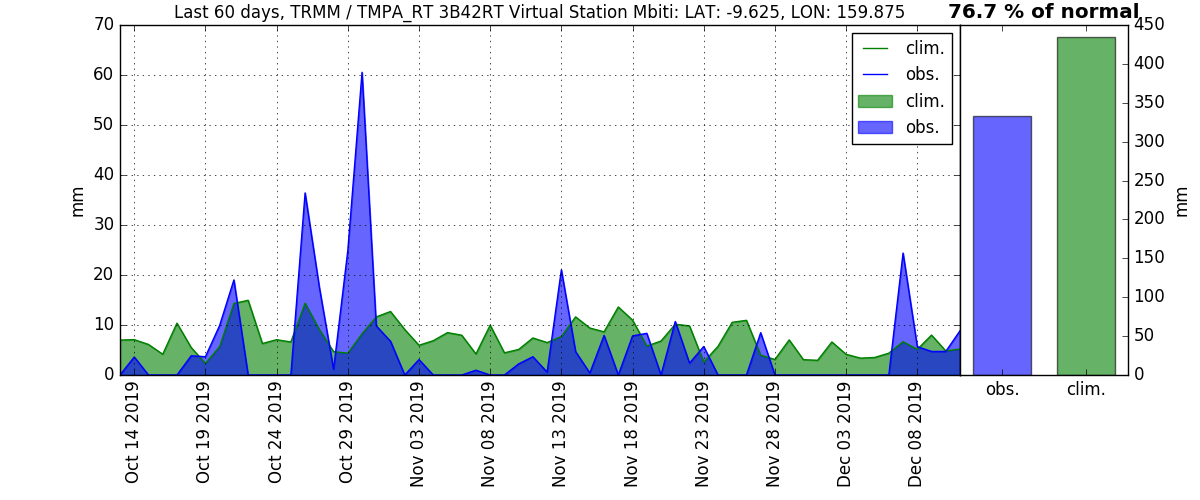 Last 60 days, TRMM / TMPA_RT 3B42RT Virtual Station Mbiti: LAT: -9.625, LON: 159.875
76.7 % of normal
70
60
50
40
30
20
10
0
mm
clim.
obs.
clim.
obs.
450
400
350
300
250
200
150
100
50
0
mm
Oct 14 2019
Oct 19 2019
Oct 24 2019
Oct 29 2019
Nov 03 2019
Nov 08 2019
Nov 13 2019
Nov 18 2019
Nov 23 2019
Nov 28 2019
Dec 03 2019
Dec 08 2019
obs.
clim.